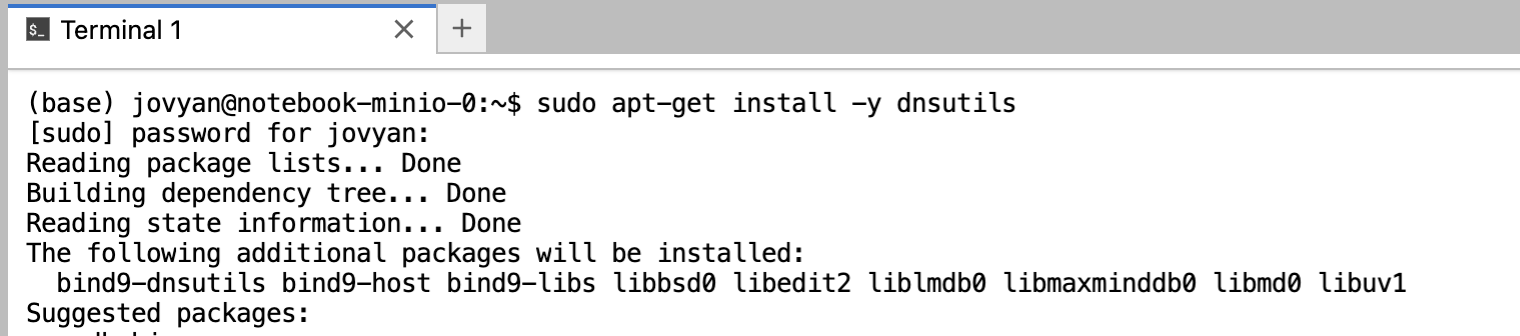 $_ Terminal 1
(base) jovyan@notebook-minio-0:~$ sudo apt-get install -y dnsutils
[sudo] password for jovyan:
Reading package lists... Done
Building dependency tree... Done
Reading state information... Done
The following additional packages will be installed:
  bind9-dnsutils bind9-host bind9-libs libbsd0 libedit2 liblmdb0 libmaxminddb0 libmd0 libuv1
Suggested packages: